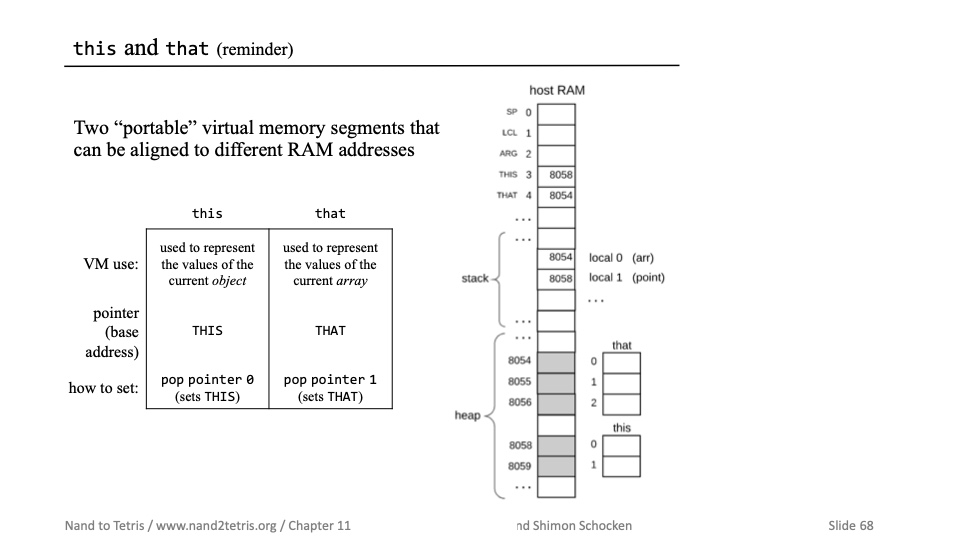 this and that (reminder)
Two “portable” virtual memory segments that
can be aligned to different RAM addresses
this that
VM use:
used to represent
the values of the
current object
used to represent
the values of the
current array
pointer
(base
address)
THIS THAT
how to set:
pop pointer 0
(sets THIS)
pop pointer 1
(sets THAT)
host RAM
SP 0
LCL 1
ARG 2
THIS 3 8058
THAT 4 8054
...
...
stack
8054 local 0 (arr)
8058 local 1 (point)
...
...
...
heap
8054
8055
8056
8058
8059
...
that
0
1
2
this
0
1
Nand to Tetris / www.nand2tetris.org / Chapter 11
nd Shimon Schocken
Slide 68